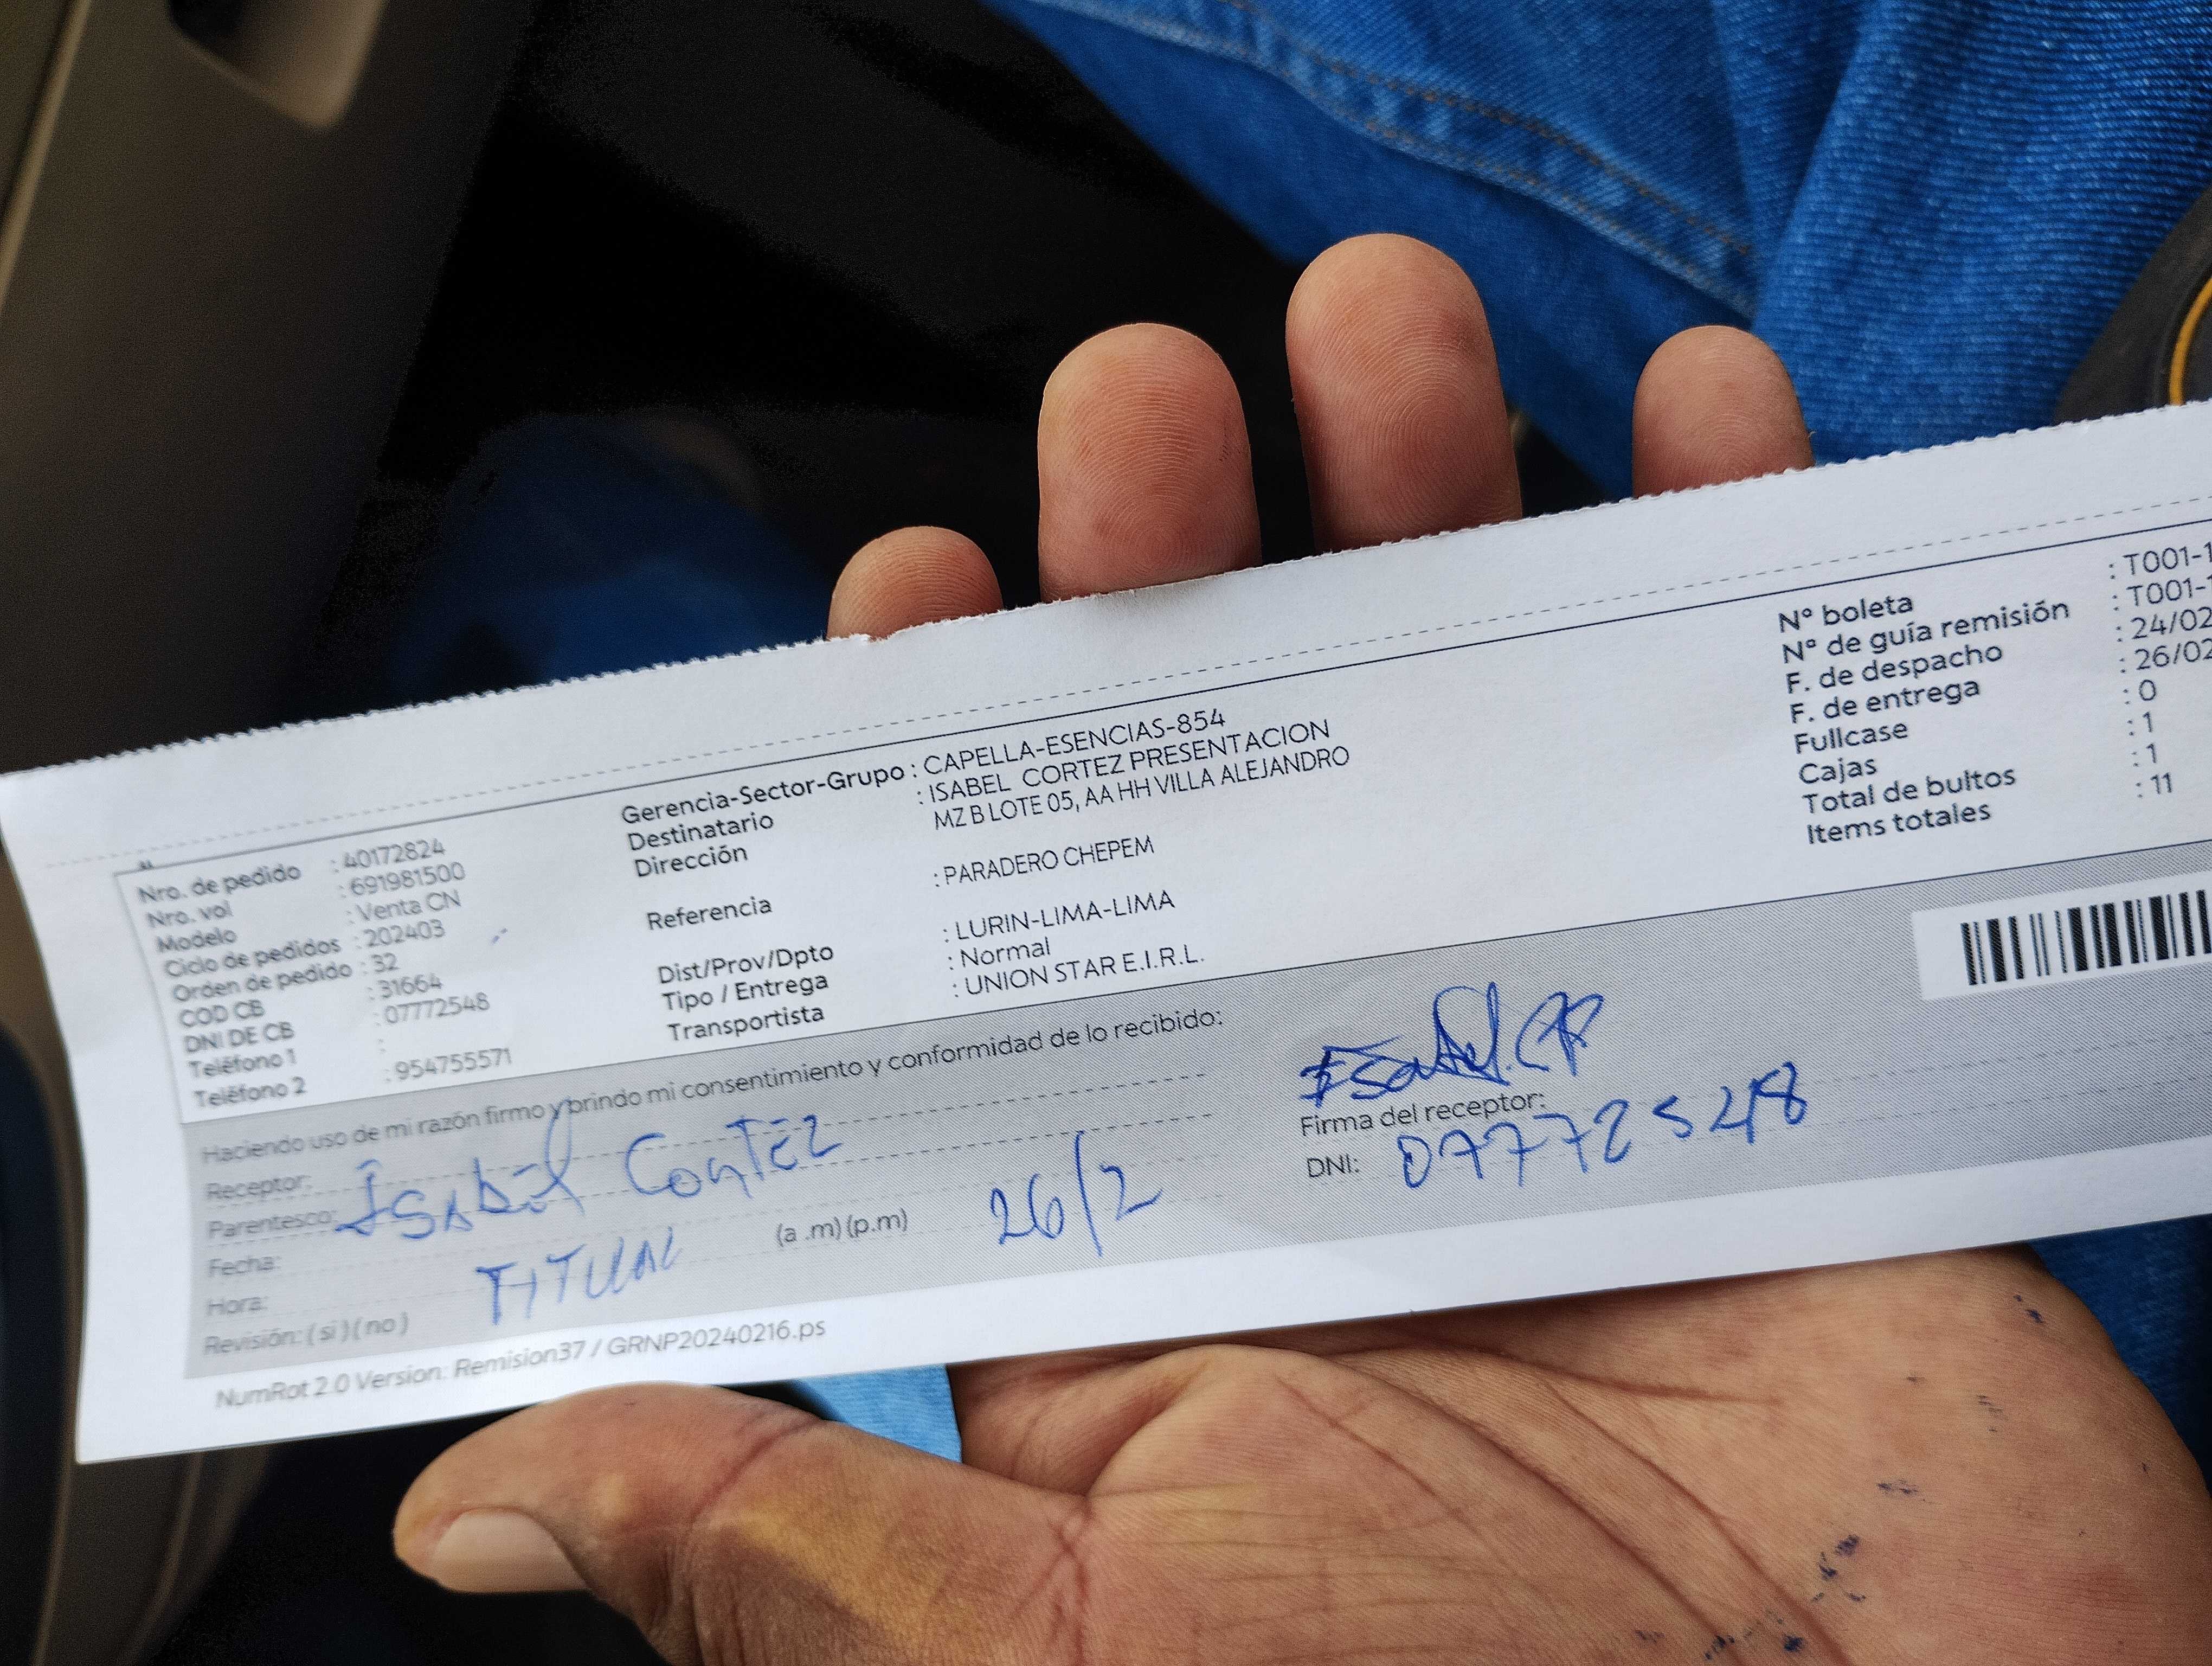 Nro. de pedido : 40172824
Nro. vol : 691981500
Modelo : Venta CN
Ciclo de pedidos : 202403
Orden de pedido : 32
COD CB : 31664
DNI DE CB : 07772548
Teléfono 1 :
Teléfono 2 : 954755571
Gerencia-Sector-Grupo : CAPELLA-ESENCIAS-854
Destinatario : ISABEL CORTEZ PRESENTACION
Dirección MZ B LOTE 05, AA HH VILLA ALEJANDRO
Referencia : PARADERO CHEPEM
Dist/Prov/Dpto : LURIN-LIMA-LIMA
Tipo / Entrega : Normal
Transportista : UNION STAR E.I.R.L.
N° boleta : T001-1
N° de guía remisión : T001-1
F. de despacho : 24/02
F. de entrega : 26/02
Fullcase : 0
Cajas : 1
Total de bultos : 1
Items totales : 11
Haciendo uso de mi razón firmo y brindo mi consentimiento y conformidad de lo recibido:
Receptor: Isabel Cortez
Parentesco:
Fecha: 26/2
Hora: (a .m) (p.m)
TITULAR
Revisión: ( si ) ( no )
Isabel. CP
Firma del receptor:
DNI: 07772548
NumRot 2.0 Version: Remision37 / GRNP20240216.ps